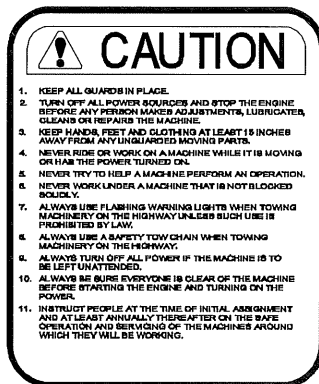 CAUTION
1. KEEP ALL GUARDS IN PLACE.
2. TURN OFF ALL POWER SOURCES AND STOP THE ENGINE
BEFORE ANY PERSON MAKES ADJUSTMENTS, LUBRICATES,
CLEANS OR REPAIRS THE MACHINE.
3. KEEP HANDS, FEET AND CLOTHING AT LEAST 15 INCHES
AWAY FROM ANY UNGUARDED MOVING PARTS.
4. NEVER RIDE OR WORK ON A MACHINE WHILE IT IS MOVING
OR HAS THE POWER TURNED ON.
5. NEVER TRY TO HELP A MACHINE PERFORM AN OPERATION.
6. NEVER WORK UNDER A MACHINE THAT IS NOT BLOCKED
SOLIDLY.
7. ALWAYS USE FLASHING WARNING LIGHTS WHEN TOWING
MACHINERY ON THE HIGHWAY UNLESS SUCH USE IS
PROHIBITED BY LAW.
8. ALWAYS USE A SAFETY TOW CHAIN WHEN TOWING
MACHINERY ON THE HIGHWAY.
9. ALWAYS TURN OFF ALL POWER IF THE MACHINE IS TO
BE LEFT UNATTENDED.
10. ALWAYS BE SURE EVERYONE IS CLEAR OF THE MACHINE
BEFORE STARTING THE ENGINE AND TURNING ON THE
POWER.
11. INSTRUCT PEOPLE AT THE TIME OF INITIAL ASSIGNMENT
AND AT LEAST ANNUALLY THEREAFTER ON THE SAFE
OPERATION AND SERVICING OF THE MACHINES AROUND
WHICH THEY WILL BE WORKING.